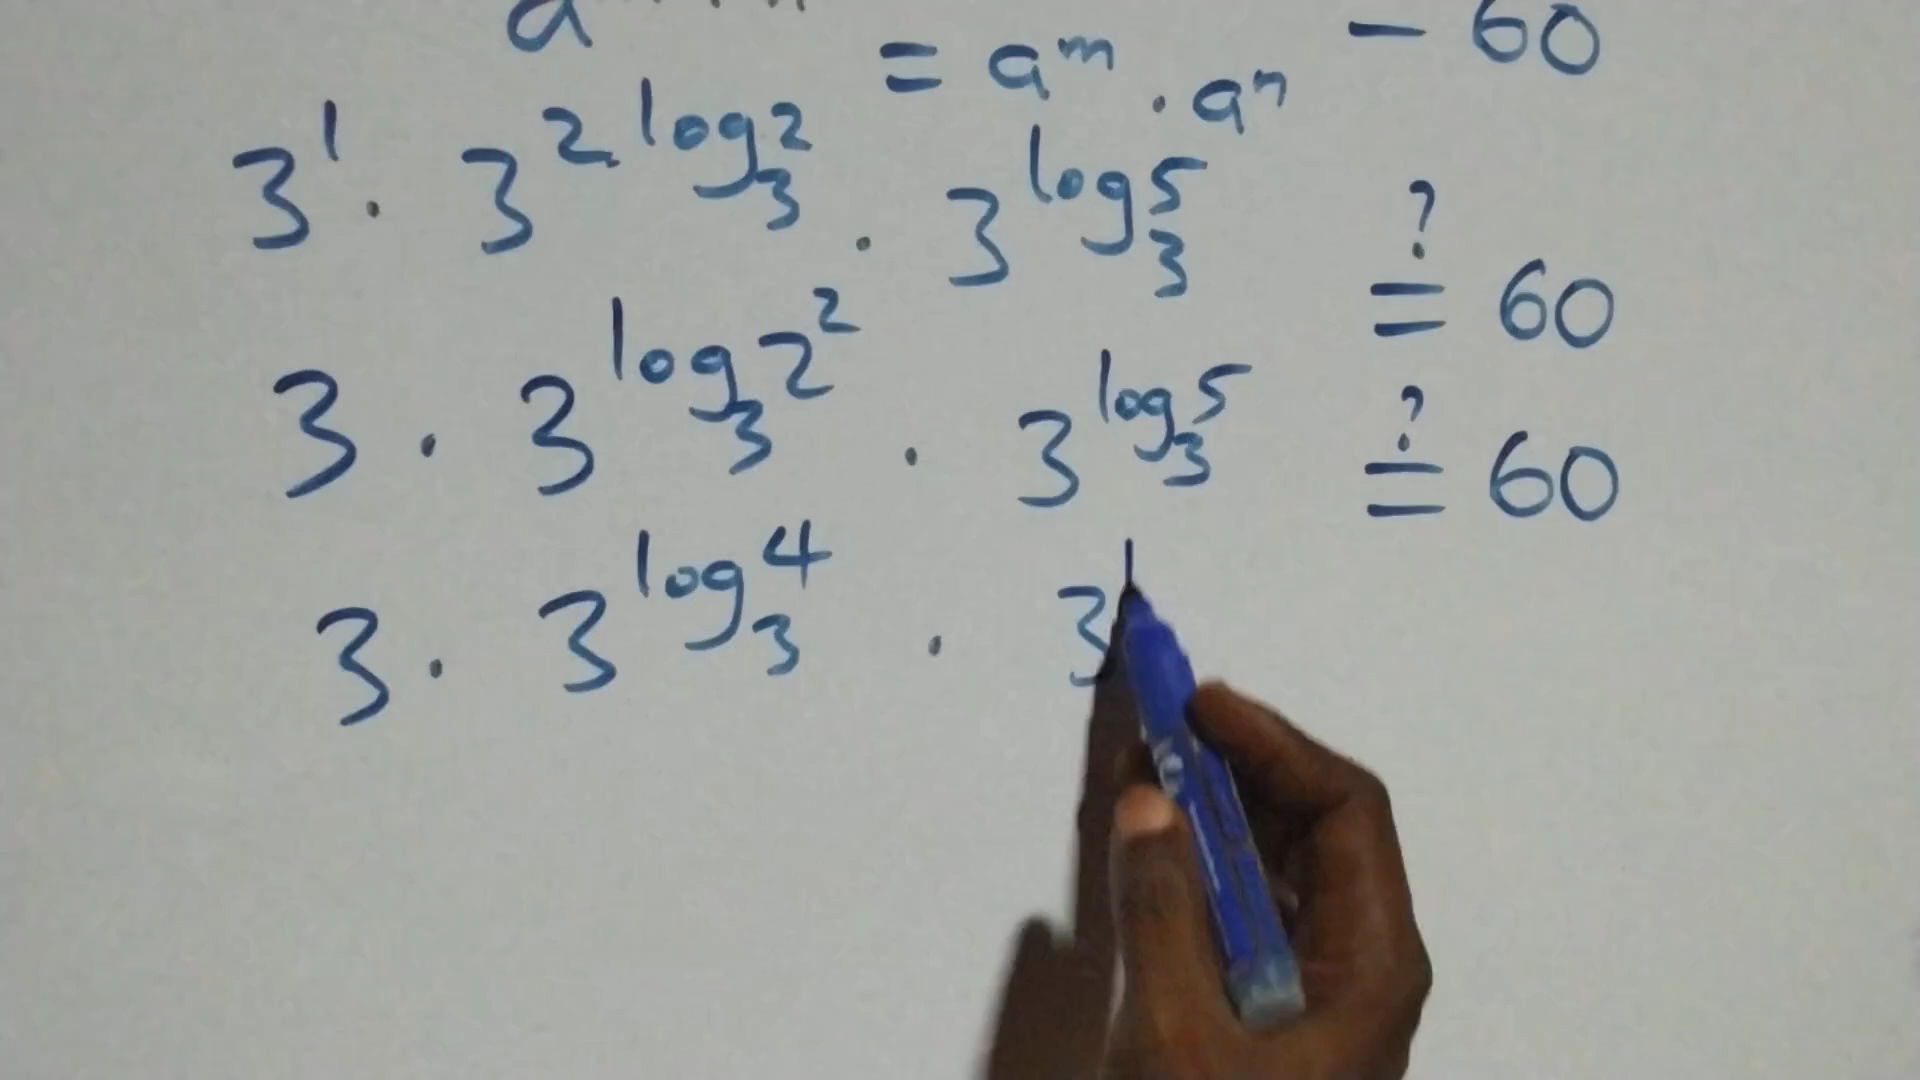 a = a^m . a^n - 60
3^1 . 3^{2 log_3 2} . 3^{log_3 5} ?= 60
3 . 3^{log_3 2^2} . 3^{log_3 5} ?= 60
3 . 3^{log_3 4} . 3